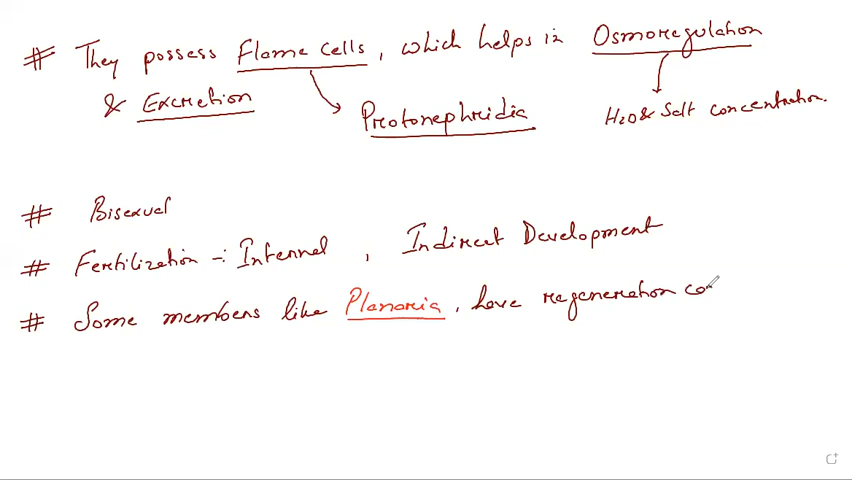 # They possess Flame cells, which helps in Osmoregulation
& Excretion
Protonephridia
H2O & Salt concentration.
# Bisexual
# Fertilization :- Internal, Indirect Development
# Some members like Planaria, have regeneration ca